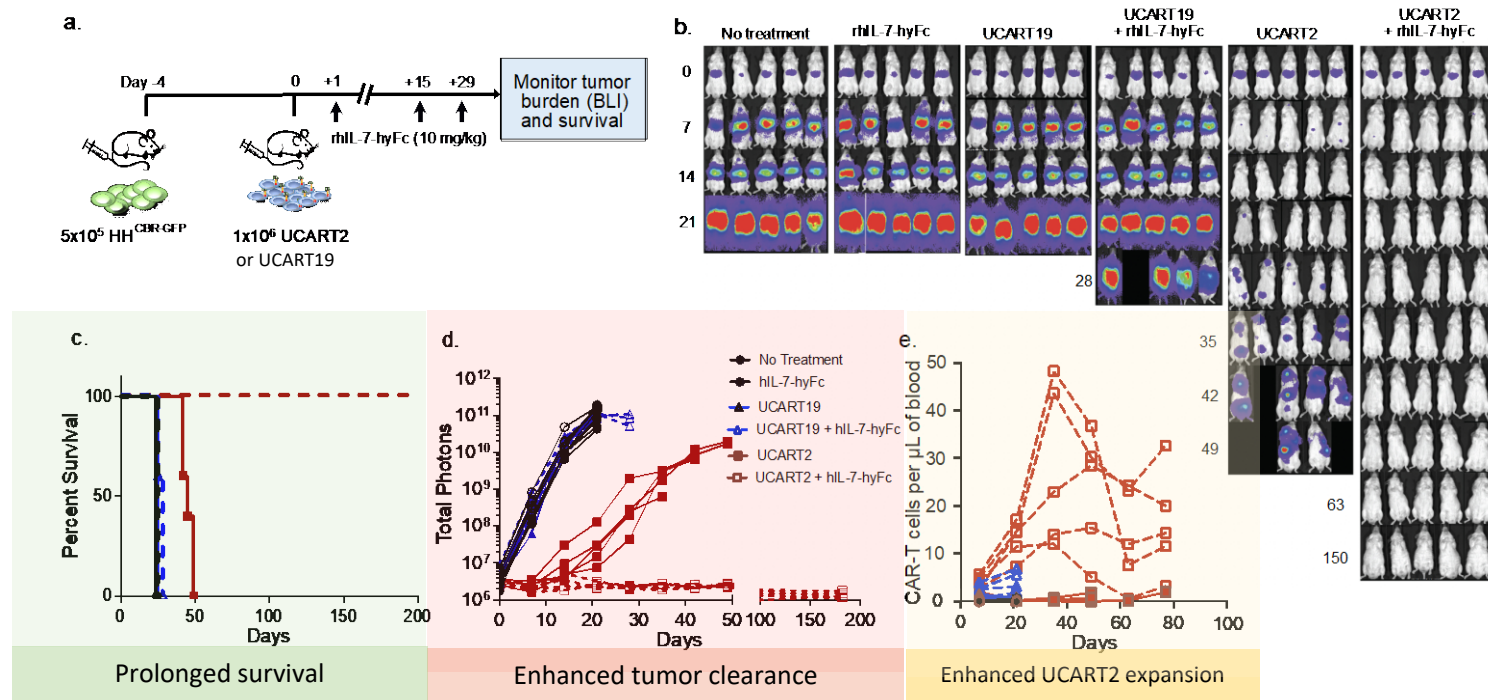 a.
Day -4
0
+1
+15
+29
rhIL-7-hyFc (10 mg/kg)
Monitor tumor
burden (BLI)
and survival
5x10⁵ HHᶜᴮᴿ⁻ᴳᶠᴾ
1x10⁶ UCART2
or UCART19
b.
No treatment
rhIL-7-hyFc
UCART19
UCART19
+ rhIL-7-hyFc
UCART2
UCART2
+ rhIL-7-hyFc
0
7
14
21
28
35
42
49
63
150
c.
Percent Survival
100
50
0
0 50 100 150 200
Days
Prolonged survival
d.
Total Photons
10¹²
10¹¹
10¹⁰
10⁹
10⁸
10⁷
10⁶
0 10 20 30 40 50 100 150 200
Days
No Treatment
hIL-7-hyFc
UCART19
UCART19 + hIL-7-hyFc
UCART2
UCART2 + hIL-7-hyFc
Enhanced tumor clearance
e.
CAR-T cells per µL of blood
50
40
30
20
10
0
0 20 40 60 80 100
Days
Enhanced UCART2 expansion